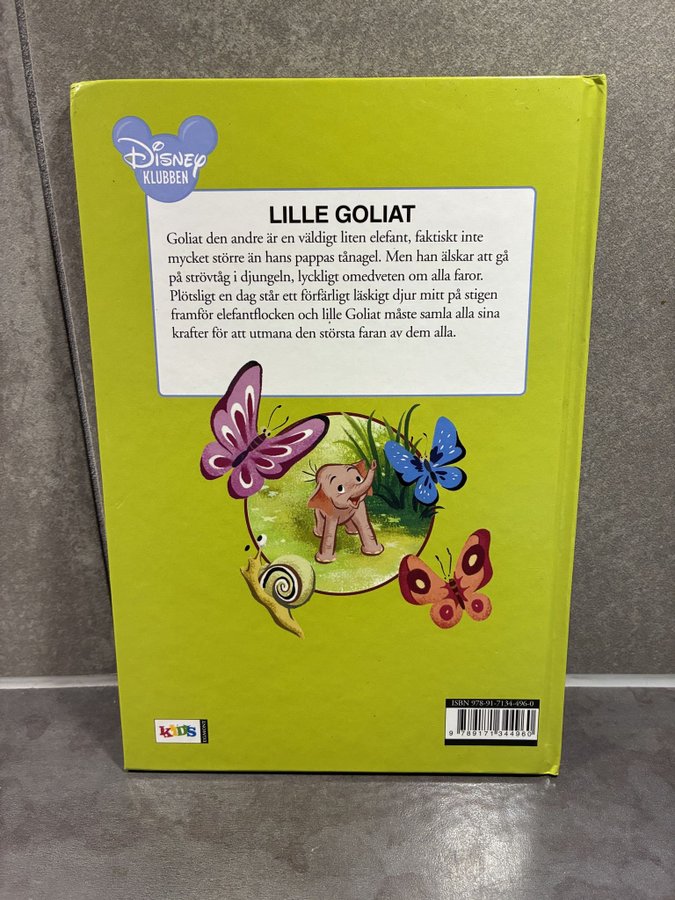 Disney
KLUBBEN
LILLE GOLIAT
Goliat den andre är en väldigt liten elefant, faktiskt inte
mycket större än hans pappas tånagel. Men han älskar att gå
på strövtåg i djungeln, lyckligt omedveten om alla faror.
Plötsligt en dag står ett förfärligt läskigt djur mitt på stigen
framför elefantflocken och lille Goliat måste samla alla sina
krafter för att utmana den största faran av dem alla.
ISBN 978-91-7134-496-0
9 789171 344960
KIDS
EGMONT